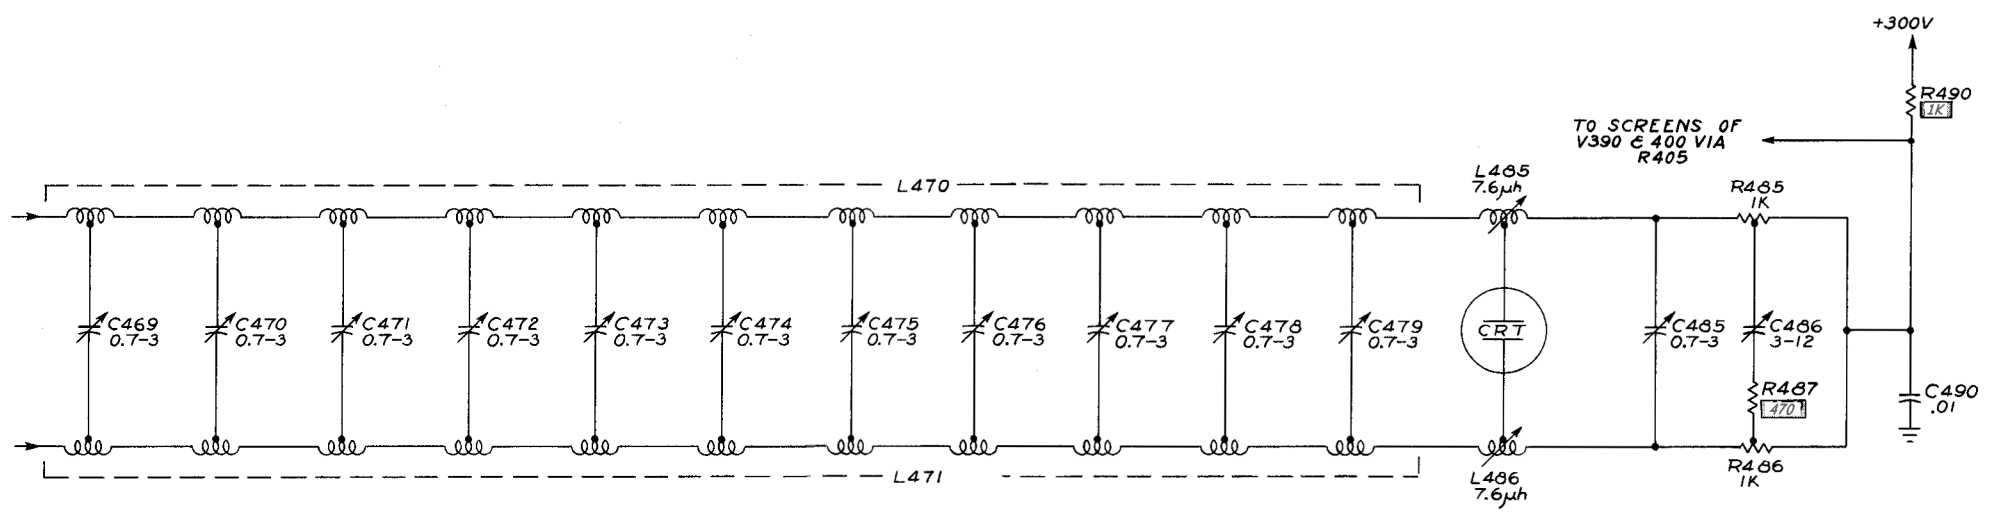 +300V
R490
1K
TO SCREENS OF
V390 & 400 VIA
R405
L485
7.6μh
R485
1K
L470
C469
0.7-3
C470
0.7-3
C471
0.7-3
C472
0.7-3
C473
0.7-3
C474
0.7-3
C475
0.7-3
C476
0.7-3
C477
0.7-3
C478
0.7-3
C479
0.7-3
CRT
C485
0.7-3
C486
3-12
R487
470
C490
.01
L471
L486
7.6μh
R486
1K